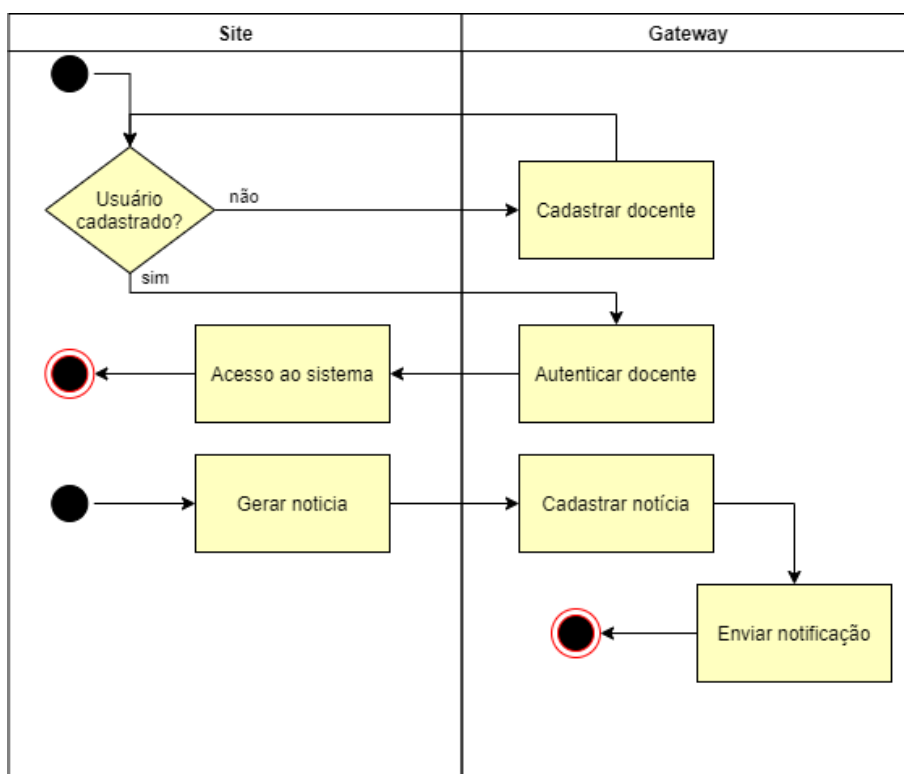 Site
Gateway
Usuário
cadastrado?
não
Cadastrar docente
sim
Acesso ao sistema
Autenticar docente
Gerar noticia
Cadastrar notícia
Enviar notificação